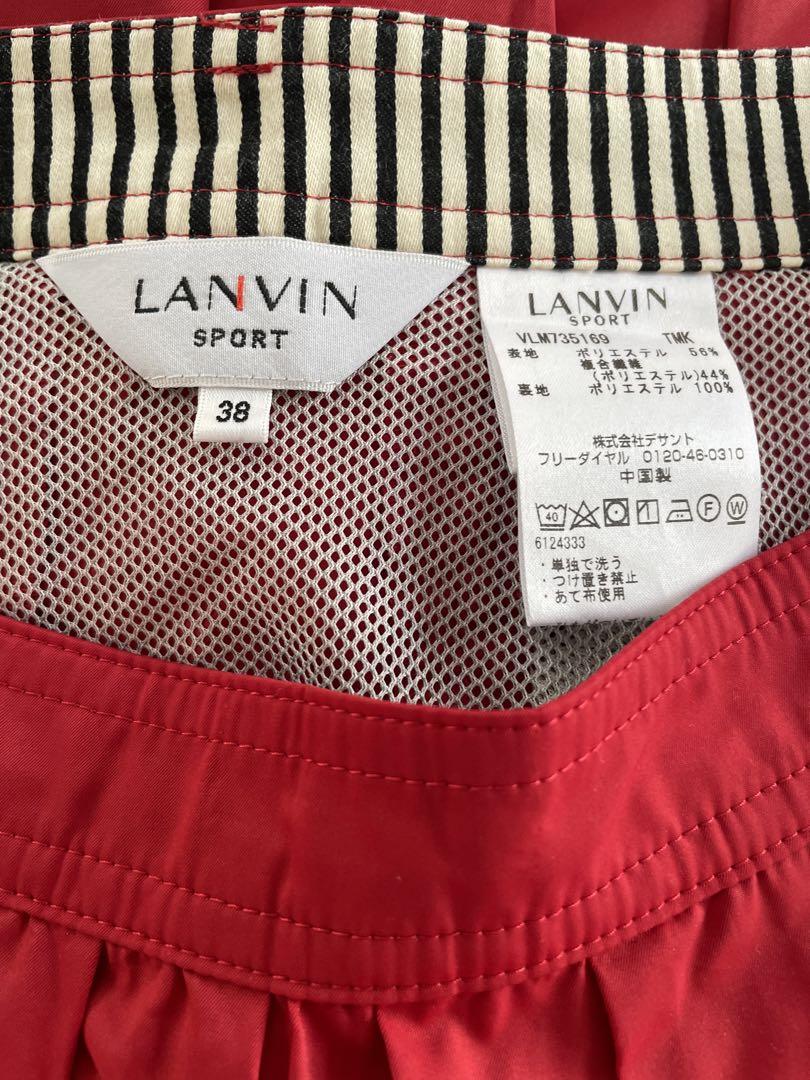 LANVIN
SPORT
38
LANVIN
SPORT
VLM735169 TMK
表地 ポリエステル 56%
複合繊維
(ポリエステル)44%
裏地 ポリエステル 100%
株式会社デサント
フリーダイヤル 0120-46-0310
中国製
40 F W
6124333
・単独で洗う
・つけ置き禁止
・あて布使用